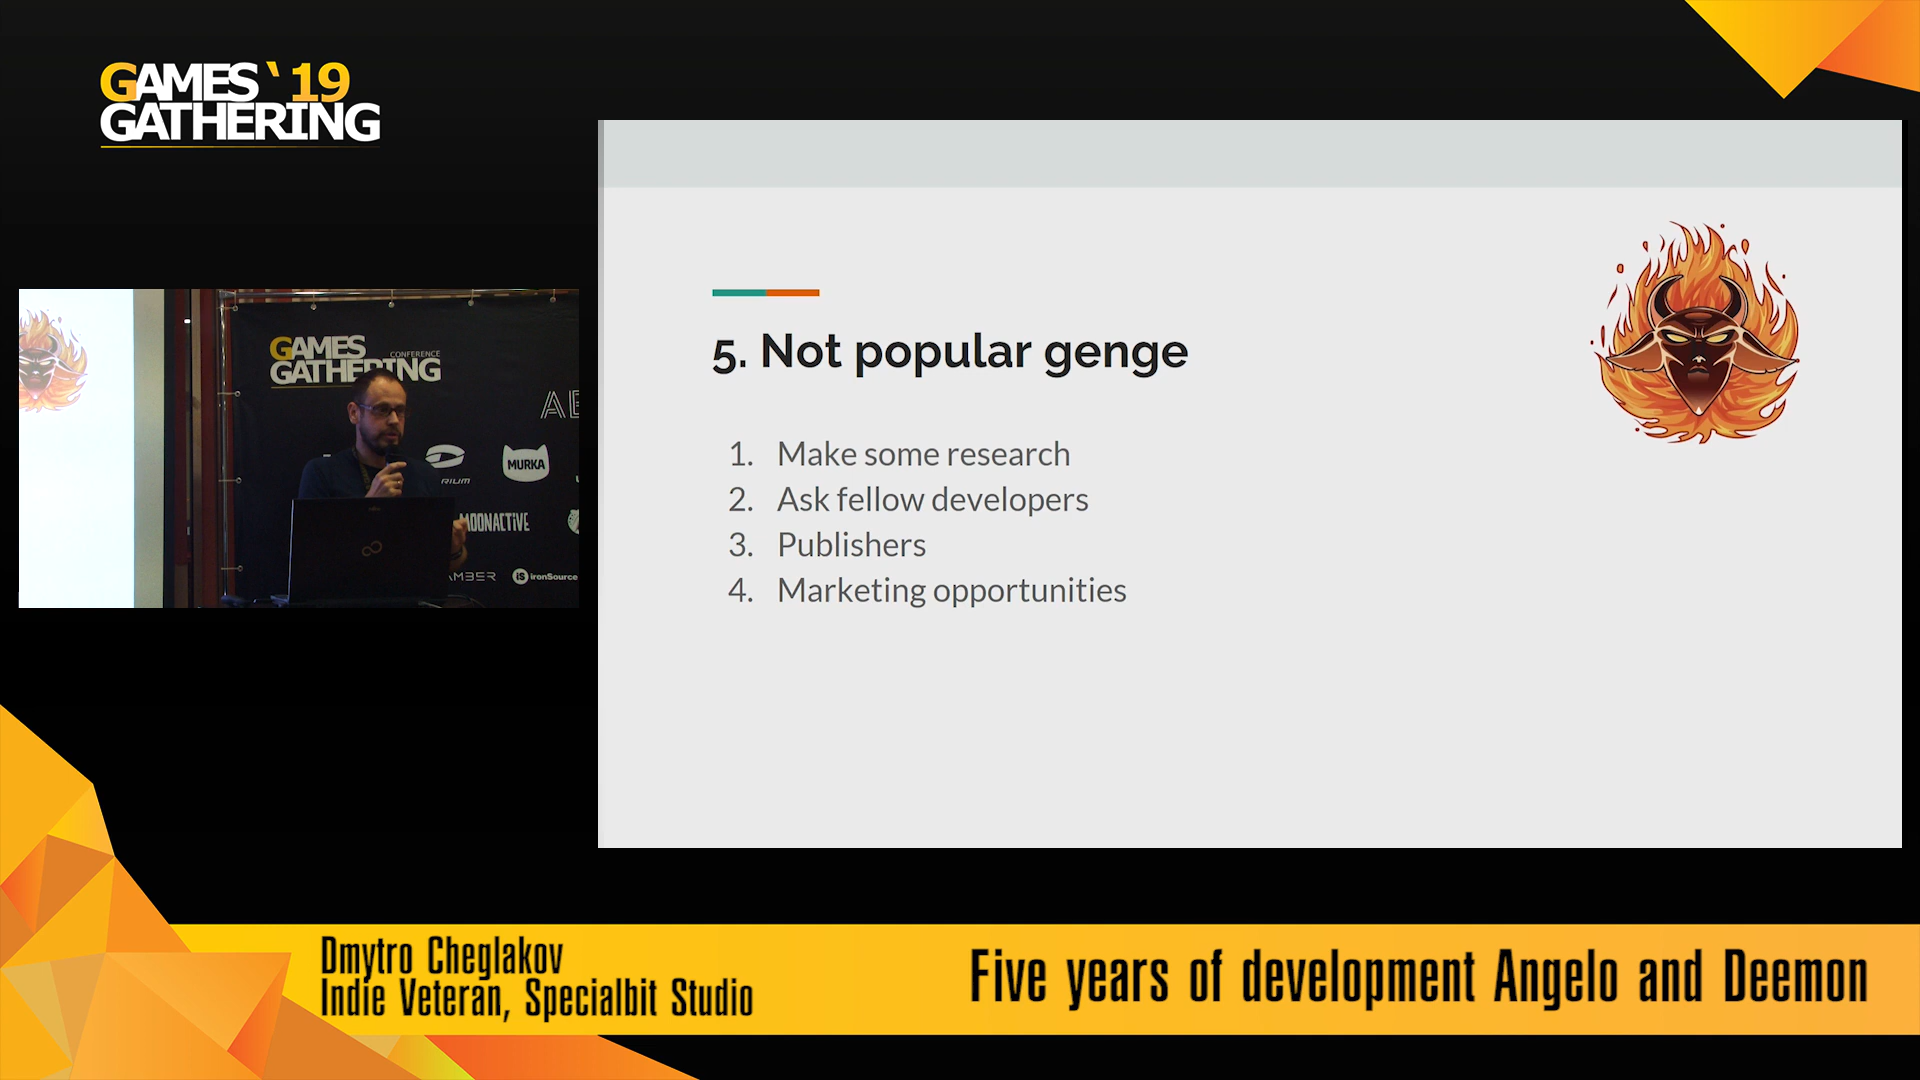 GAMES '19
GATHERING
GAMES
CONFERENCE
GATHERING
MURKA
MOONACTIVE
ironSource
5. Not popular genge
1. Make some research
2. Ask fellow developers
3. Publishers
4. Marketing opportunities
Dmytro Cheglakov
Indie Veteran, Specialbit Studio
Five years of development Angelo and Deemon